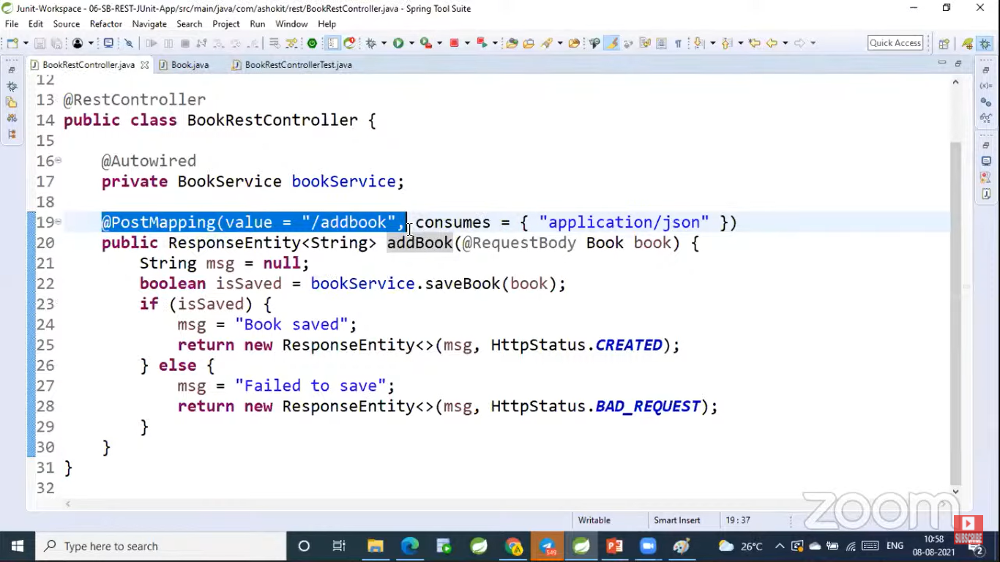 Junit-Workspace - 06-SB-REST-JUnit-App/src/main/java/com/ashokit/rest/BookRestController.java - Spring Tool Suite
File Edit Source Refactor Navigate Search Project Run Window Help
Quick Access
BookRestController.java Book.java BookRestControllerTest.java
12
13 @RestController
14 public class BookRestController {
15
16 @Autowired
17 private BookService bookService;
18
19 @PostMapping(value = "/addbook", consumes = { "application/json" })
20 public ResponseEntity<String> addBook(@RequestBody Book book) {
21 String msg = null;
22 boolean isSaved = bookService.saveBook(book);
23 if (isSaved) {
24 msg = "Book saved";
25 return new ResponseEntity<>(msg, HttpStatus.CREATED);
26 } else {
27 msg = "Failed to save";
28 return new ResponseEntity<>(msg, HttpStatus.BAD_REQUEST);
29 }
30 }
31 }
32
zoom
Writable Smart Insert 19 : 37
SUBSCRIBE
Type here to search
549
26°C
ENG
10:58
08-08-2021
2